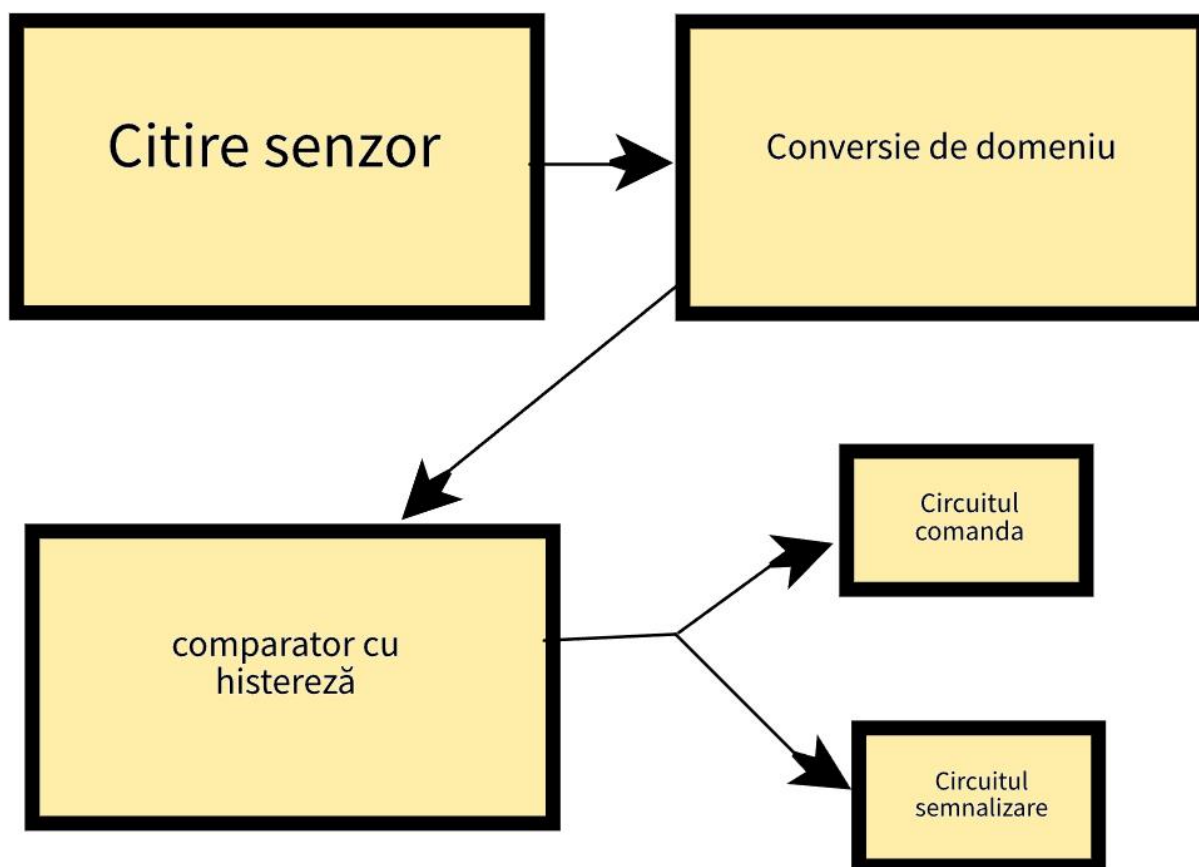 Citire senzor
Conversie de domeniu
comparator cu
histereză
Circuitul
comanda
Circuitul
semnalizare